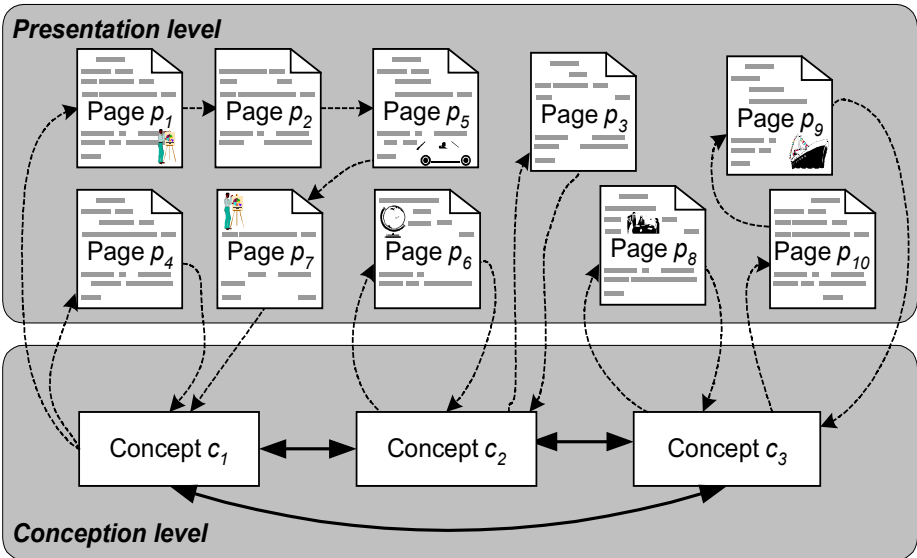 Presentation level
Page p1
Page p2
Page p5
Page p3
Page p9
Page p4
Page p7
Page p6
Page p8
Page p10
Concept c1
Concept c2
Concept c3
Conception level